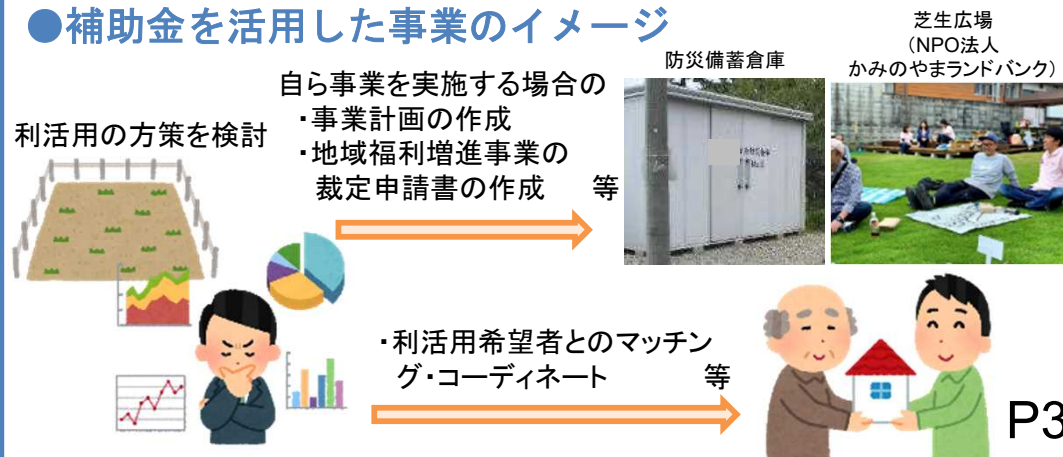 ●補助金を活用した事業のイメージ
芝生広場
（NPO法人
かみのやまランドバンク）
防災備蓄倉庫
自ら事業を実施する場合の
・事業計画の作成
・地域福利増進事業の
裁定申請書の作成　　等
利活用の方策を検討
・利活用希望者とのマッチン
グ・コーディネート　　　等
P3